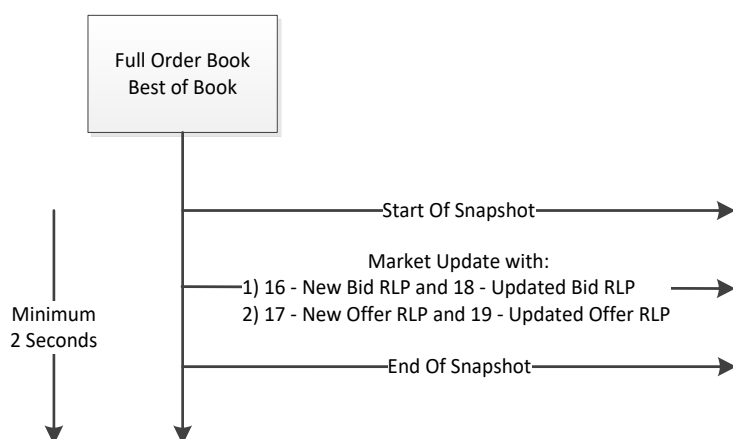 Full Order Book
Best of Book
Start Of Snapshot
Market Update with:
1) 16 - New Bid RLP and 18 - Updated Bid RLP
2) 17 - New Offer RLP and 19 - Updated Offer RLP
Minimum
2 Seconds
End Of Snapshot